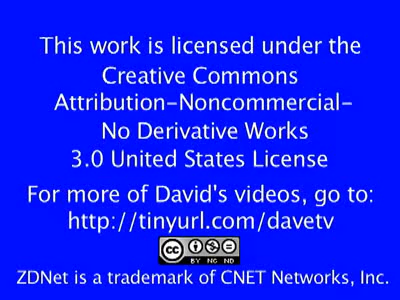 This work is licensed under the
Creative Commons
Attribution-Noncommercial-
No Derivative Works
3.0 United States License
For more of David's videos, go to:
http://tinyurl.com/davetv
cc
BY NC ND
ZDNet is a trademark of CNET Networks, Inc.